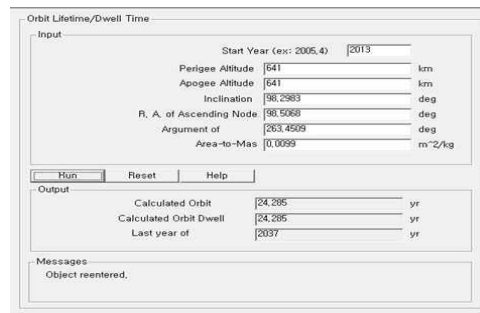 Orbit Lifetime/Dwell Time
Input
Start Year (ex: 2005,4) 2013
Perigee Altitude 641 km
Apogee Altitude 641 km
Inclination 98,2983 deg
R, A, of Ascending Node 98,5068 deg
Argument of 263,4509 deg
Area-to-Mas 0,0099 m^2/kg
Run Reset Help
Output
Calculated Orbit 24,285 yr
Calculated Orbit Dwell 24,285 yr
Last year of 2037 yr
Messages
Object reentered,